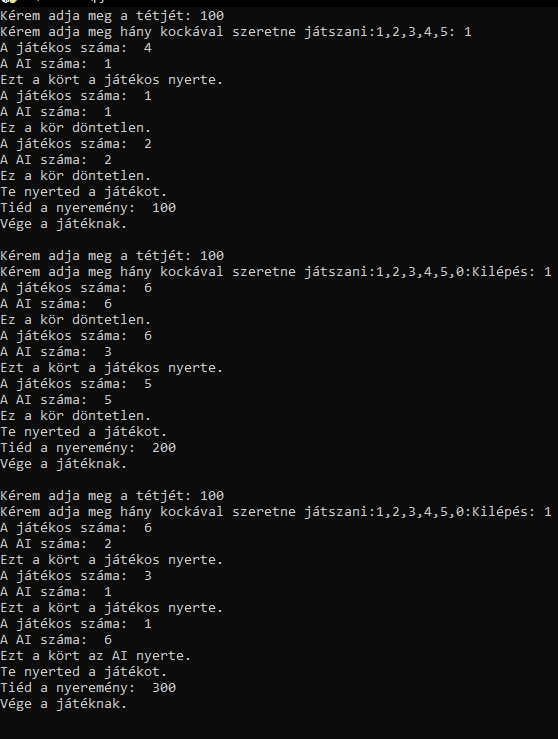 Kérem adja meg a tétjét: 100
Kérem adja meg hány kockával szeretne játszani:1,2,3,4,5: 1
A játékos száma:  4
A AI száma:  1
Ezt a kört a játékos nyerte.
A játékos száma:  1
A AI száma:  1
Ez a kör döntetlen.
A játékos száma:  2
A AI száma:  2
Ez a kör döntetlen.
Te nyerted a játékot.
Tiéd a nyeremény:  100
Vége a játéknak.
Kérem adja meg a tétjét: 100
Kérem adja meg hány kockával szeretne játszani:1,2,3,4,5,0:Kilépés: 1
A játékos száma:  6
A AI száma:  6
Ez a kör döntetlen.
A játékos száma:  6
A AI száma:  3
Ezt a kört a játékos nyerte.
A játékos száma:  5
A AI száma:  5
Ez a kör döntetlen.
Te nyerted a játékot.
Tiéd a nyeremény:  200
Vége a játéknak.
Kérem adja meg a tétjét: 100
Kérem adja meg hány kockával szeretne játszani:1,2,3,4,5,0:Kilépés: 1
A játékos száma:  6
A AI száma:  2
Ezt a kört a játékos nyerte.
A játékos száma:  3
A AI száma:  1
Ezt a kört a játékos nyerte.
A játékos száma:  1
A AI száma:  6
Ezt a kört az AI nyerte.
Te nyerted a játékot.
Tiéd a nyeremény:  300
Vége a játéknak.